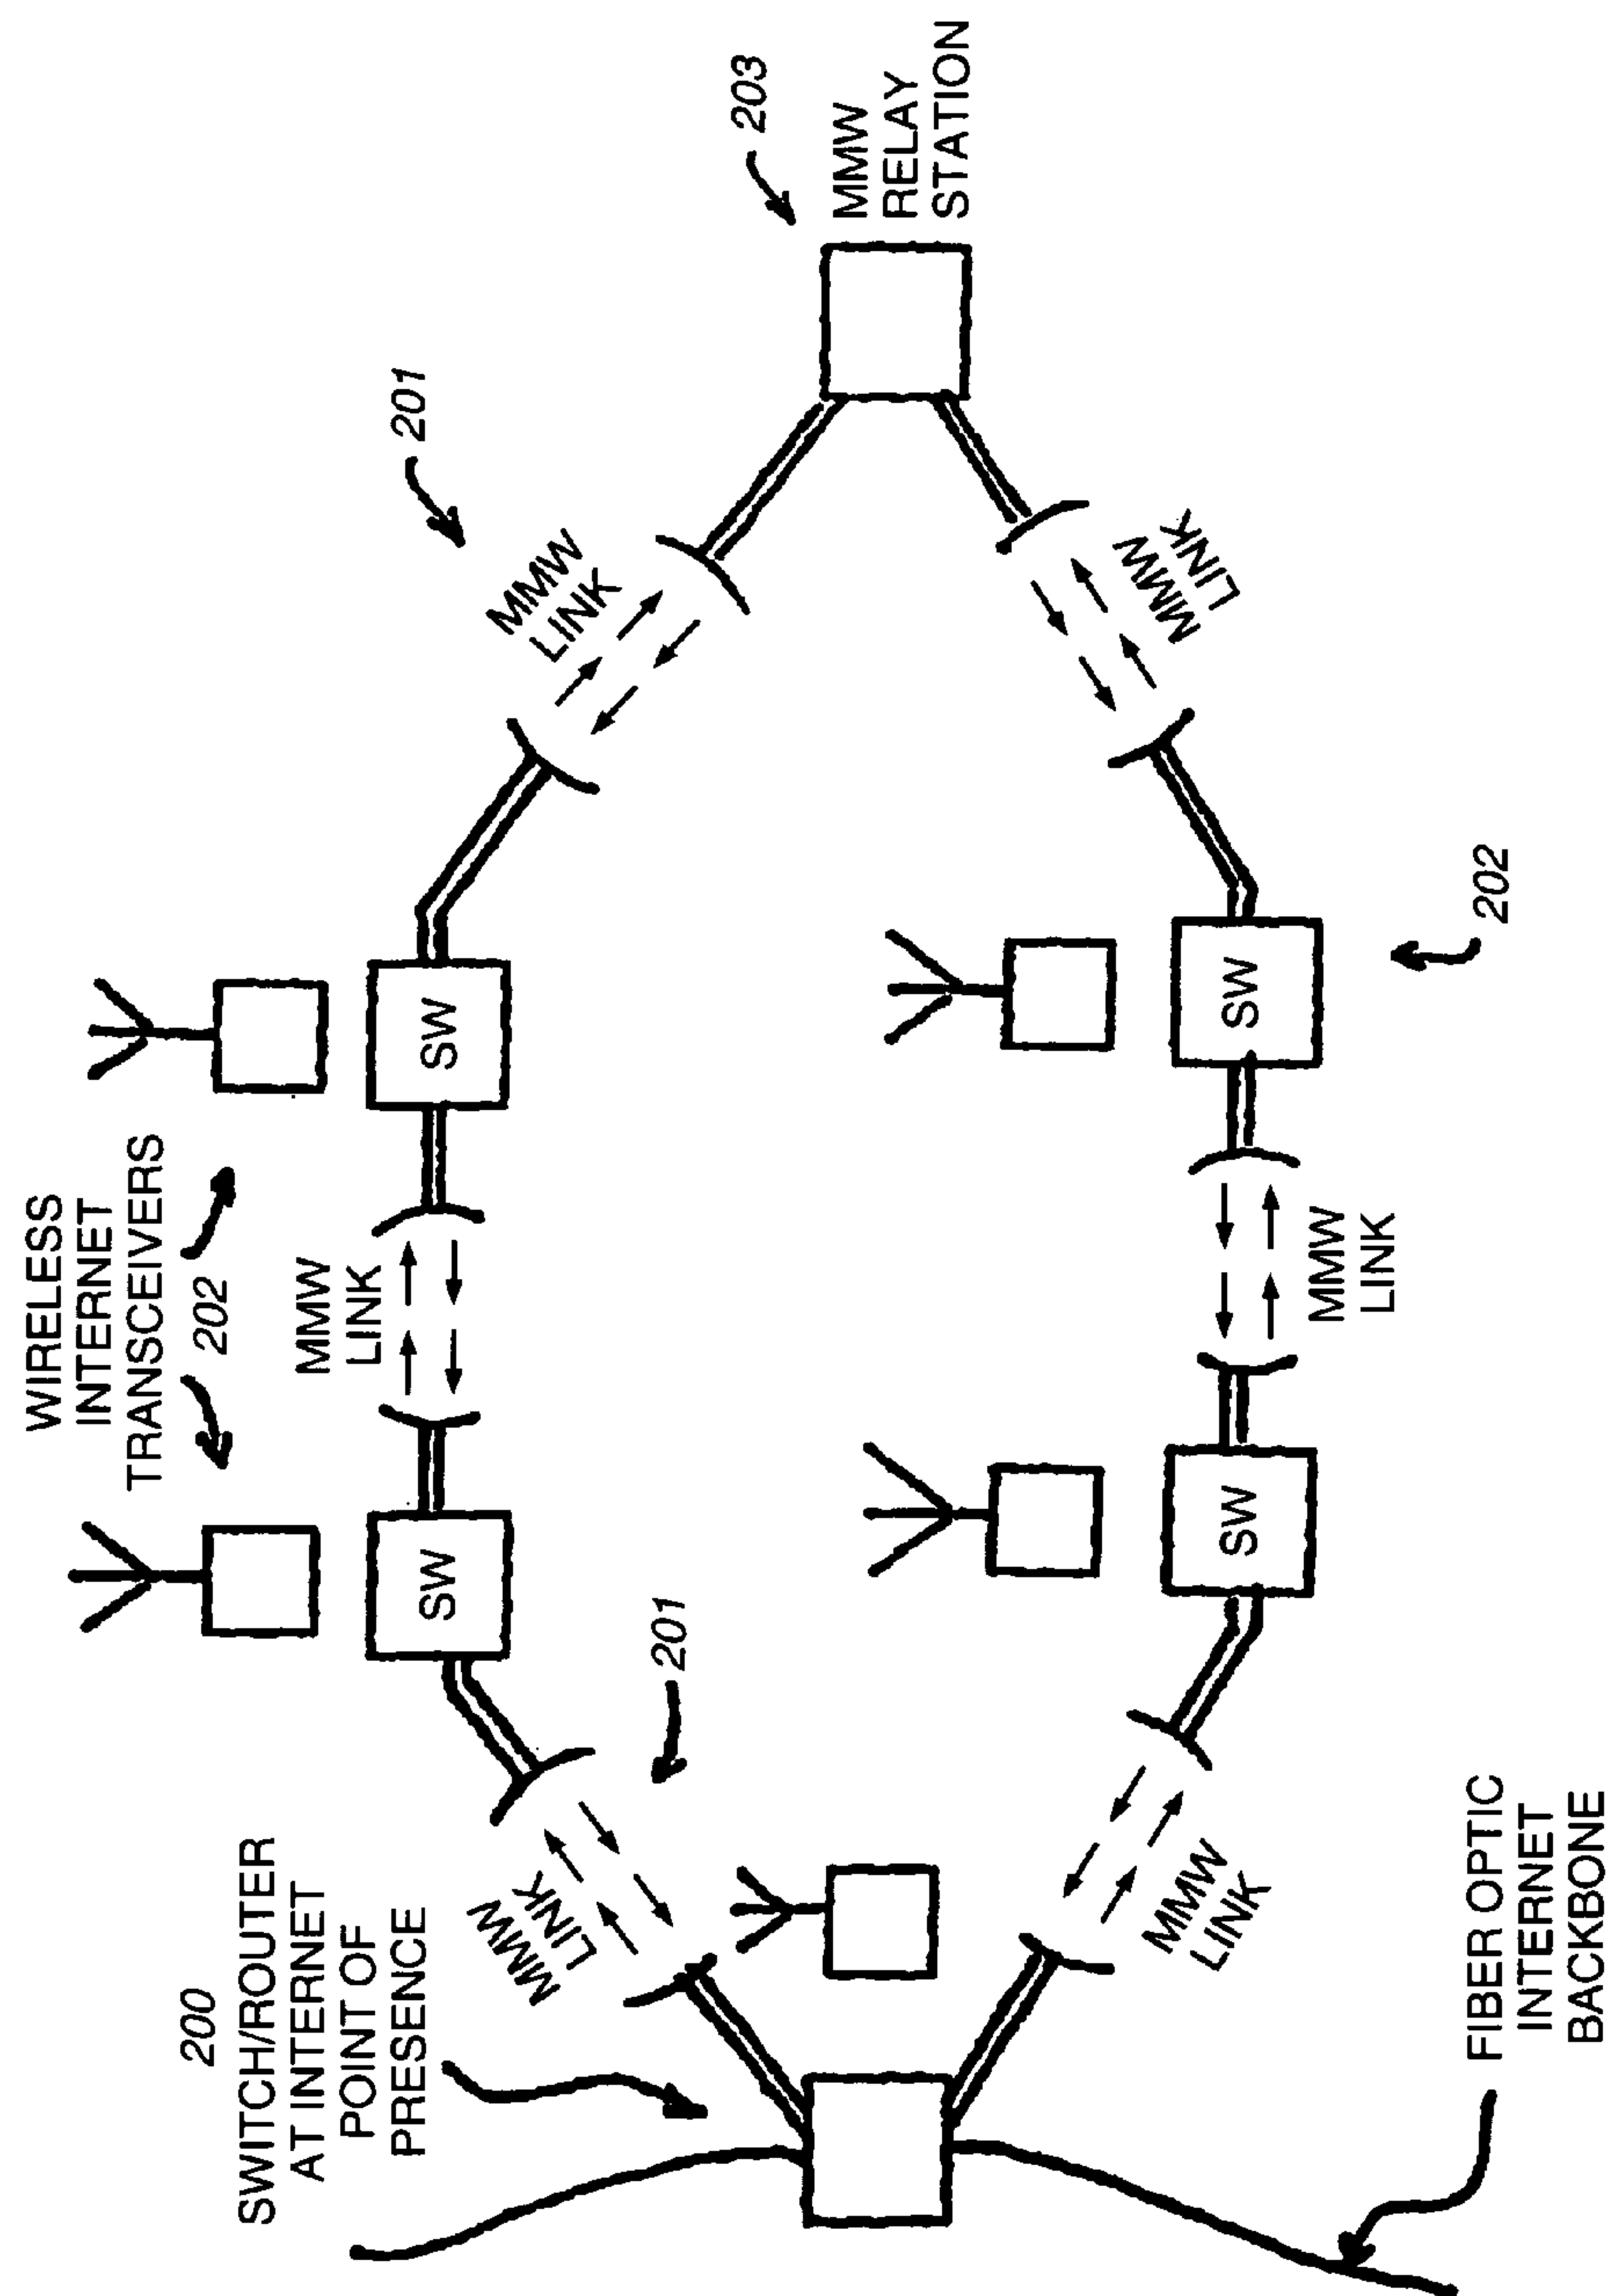 WIRELESS
INTERNET
TRANSCEIVERS
202
200
SWITCH/ROUTER
AT INTERNET
POINT OF
PRESENCE
MMW
LINK
201
SW
MMW
LINK
SW
MMW
LINK
201
203
MMW
RELAY
STATION
MMW
LINK
SW
MMW
LINK
SW
202
MMW
LINK
FIBER OPTIC
INTERNET
BACKBONE